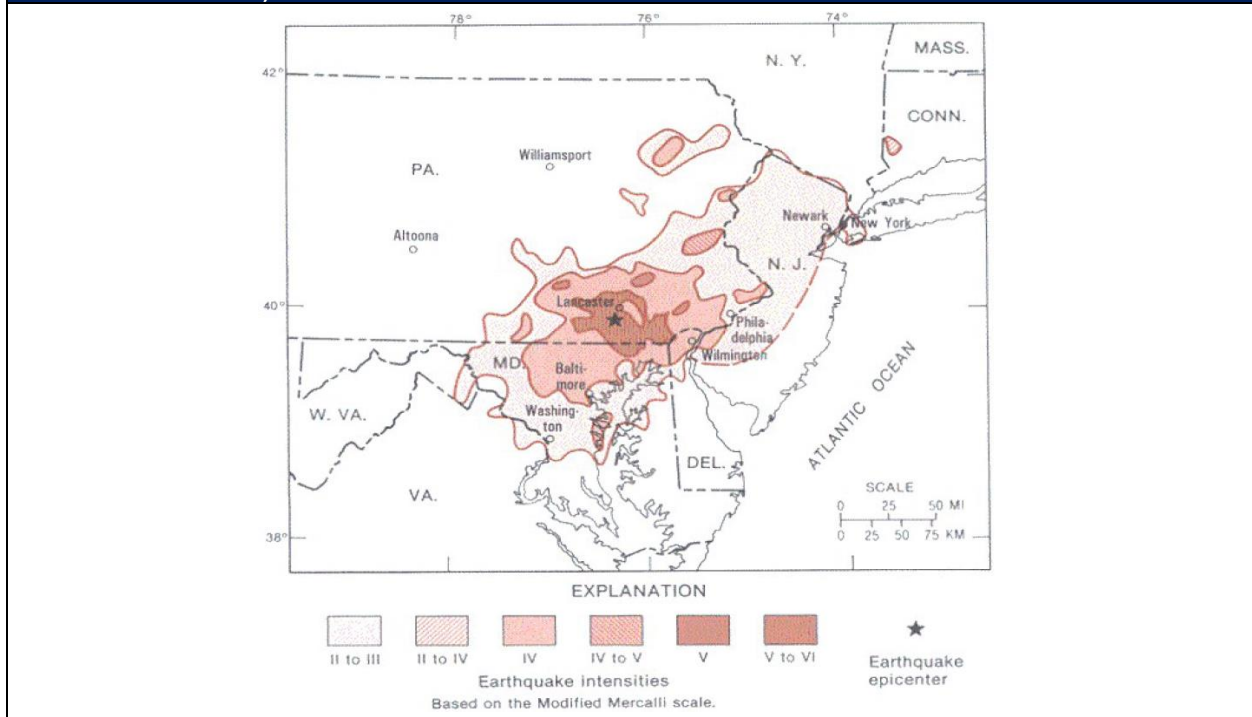 78°
76°
74°
42°
N. Y.
MASS.
CONN.
Williamsport
PA.
Newark
New York
Altoona
N. J.
40°
Lancaster
Phila-
delphia
Wilmington
MD.
Balti-
more
W. VA.
Washing-
ton
ATLANTIC OCEAN
DEL.
VA.
SCALE
0 25 50 MI
0 25 50 75 KM
38°
EXPLANATION
II to III II to IV IV IV to V V V to VI
Earthquake
epicenter
Earthquake intensities
Based on the Modified Mercalli scale.